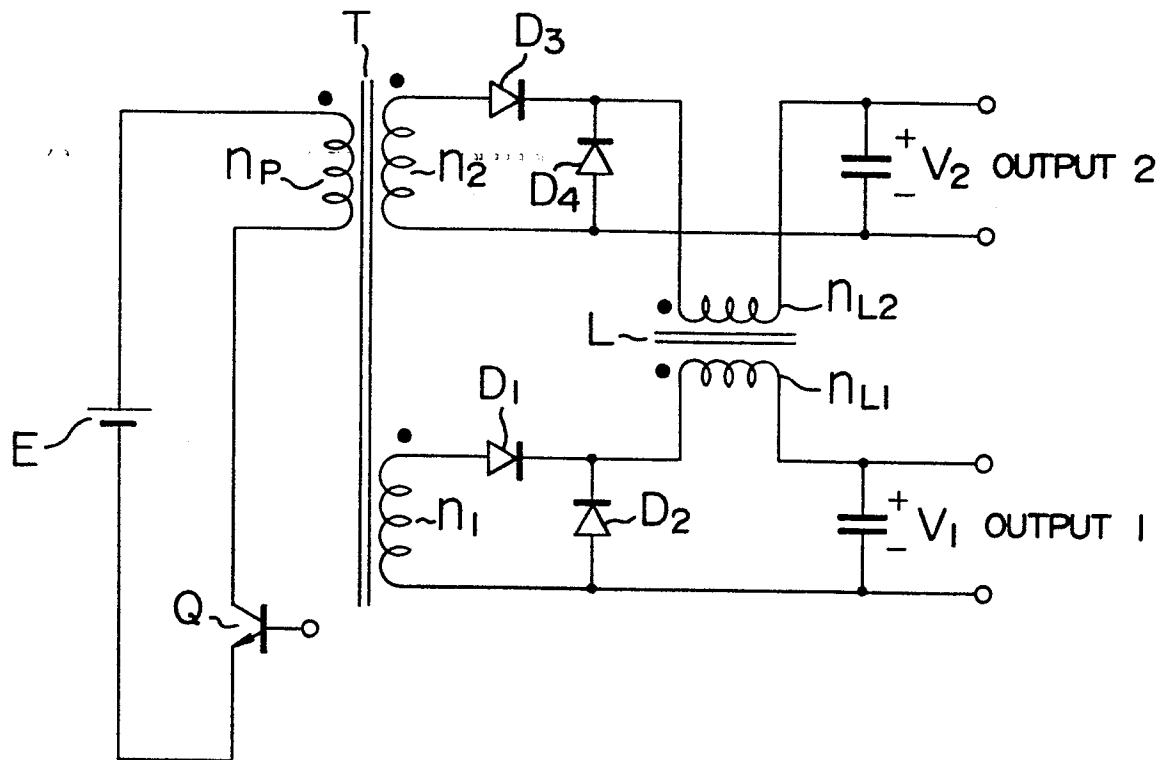 T
D3
nP
n2
D4
V2 OUTPUT 2
nL2
L
nL1
D1
E
n1
D2
V1 OUTPUT 1
Q
+
−
+
−